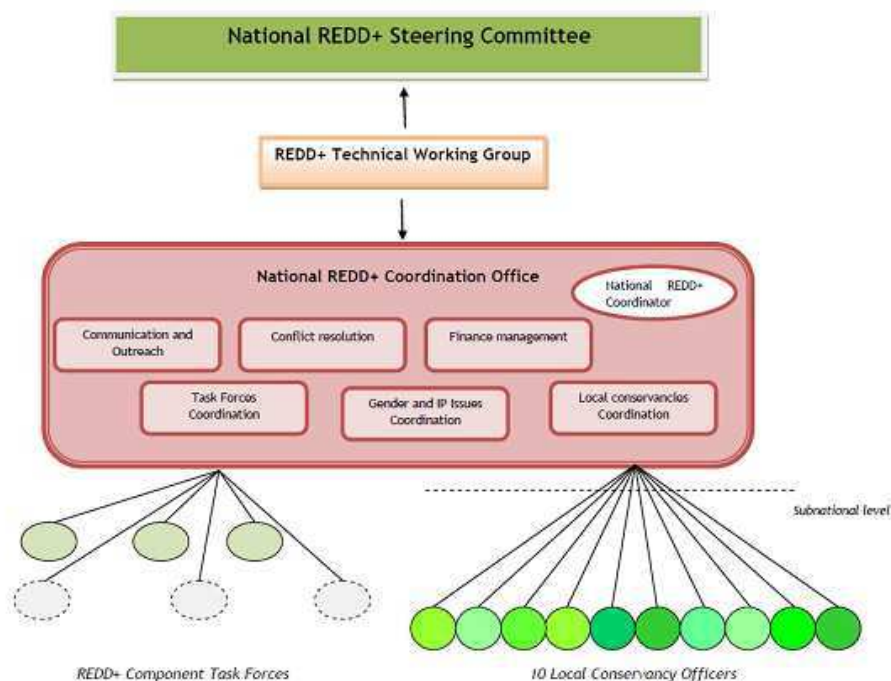 National REDD+ Steering Committee
REDD+ Technical Working Group
National REDD+ Coordination Office
National REDD+
Coordinator
Communication and
Outreach
Conflict resolution
Finance management
Task Forces
Coordination
Gender and IP Issues
Coordination
Local conservancies
Coordination
Subnational level
REDD+ Component Task Forces
10 Local Conservancy Officers